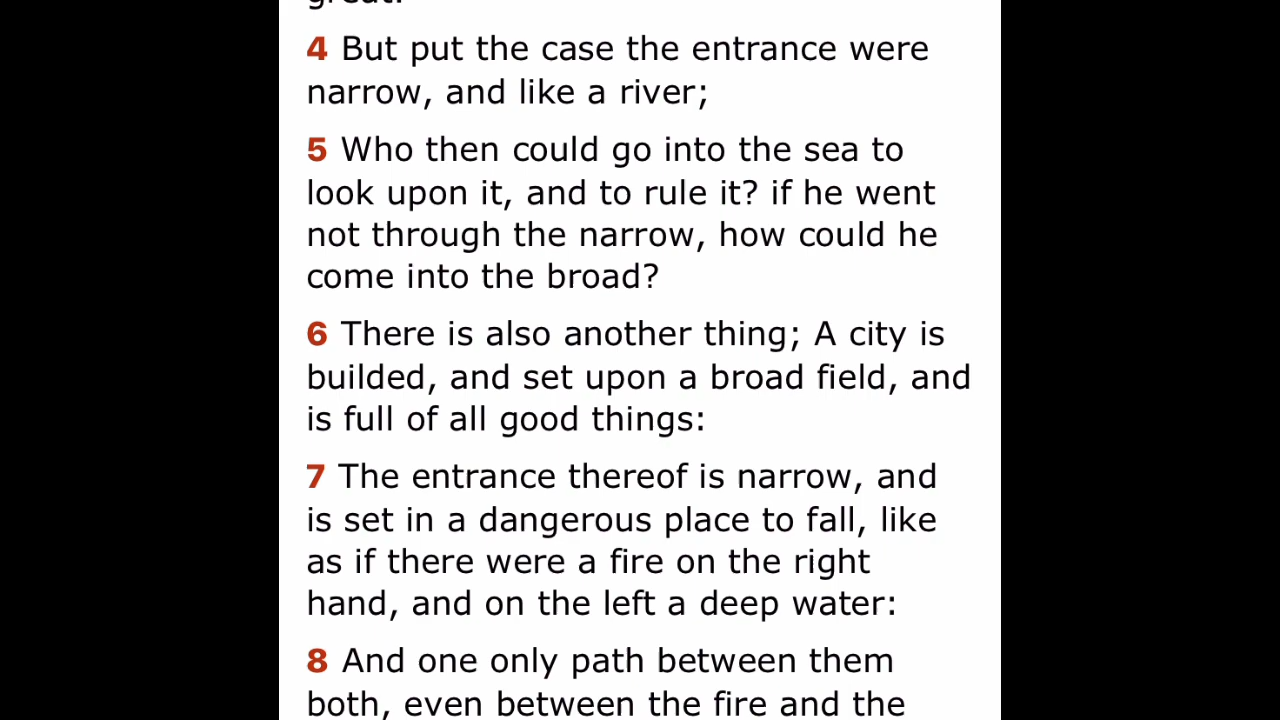 great.
4 But put the case the entrance were
narrow, and like a river;
5 Who then could go into the sea to
look upon it, and to rule it? if he went
not through the narrow, how could he
come into the broad?
6 There is also another thing; A city is
builded, and set upon a broad field, and
is full of all good things:
7 The entrance thereof is narrow, and
is set in a dangerous place to fall, like
as if there were a fire on the right
hand, and on the left a deep water:
8 And one only path between them
both, even between the fire and the